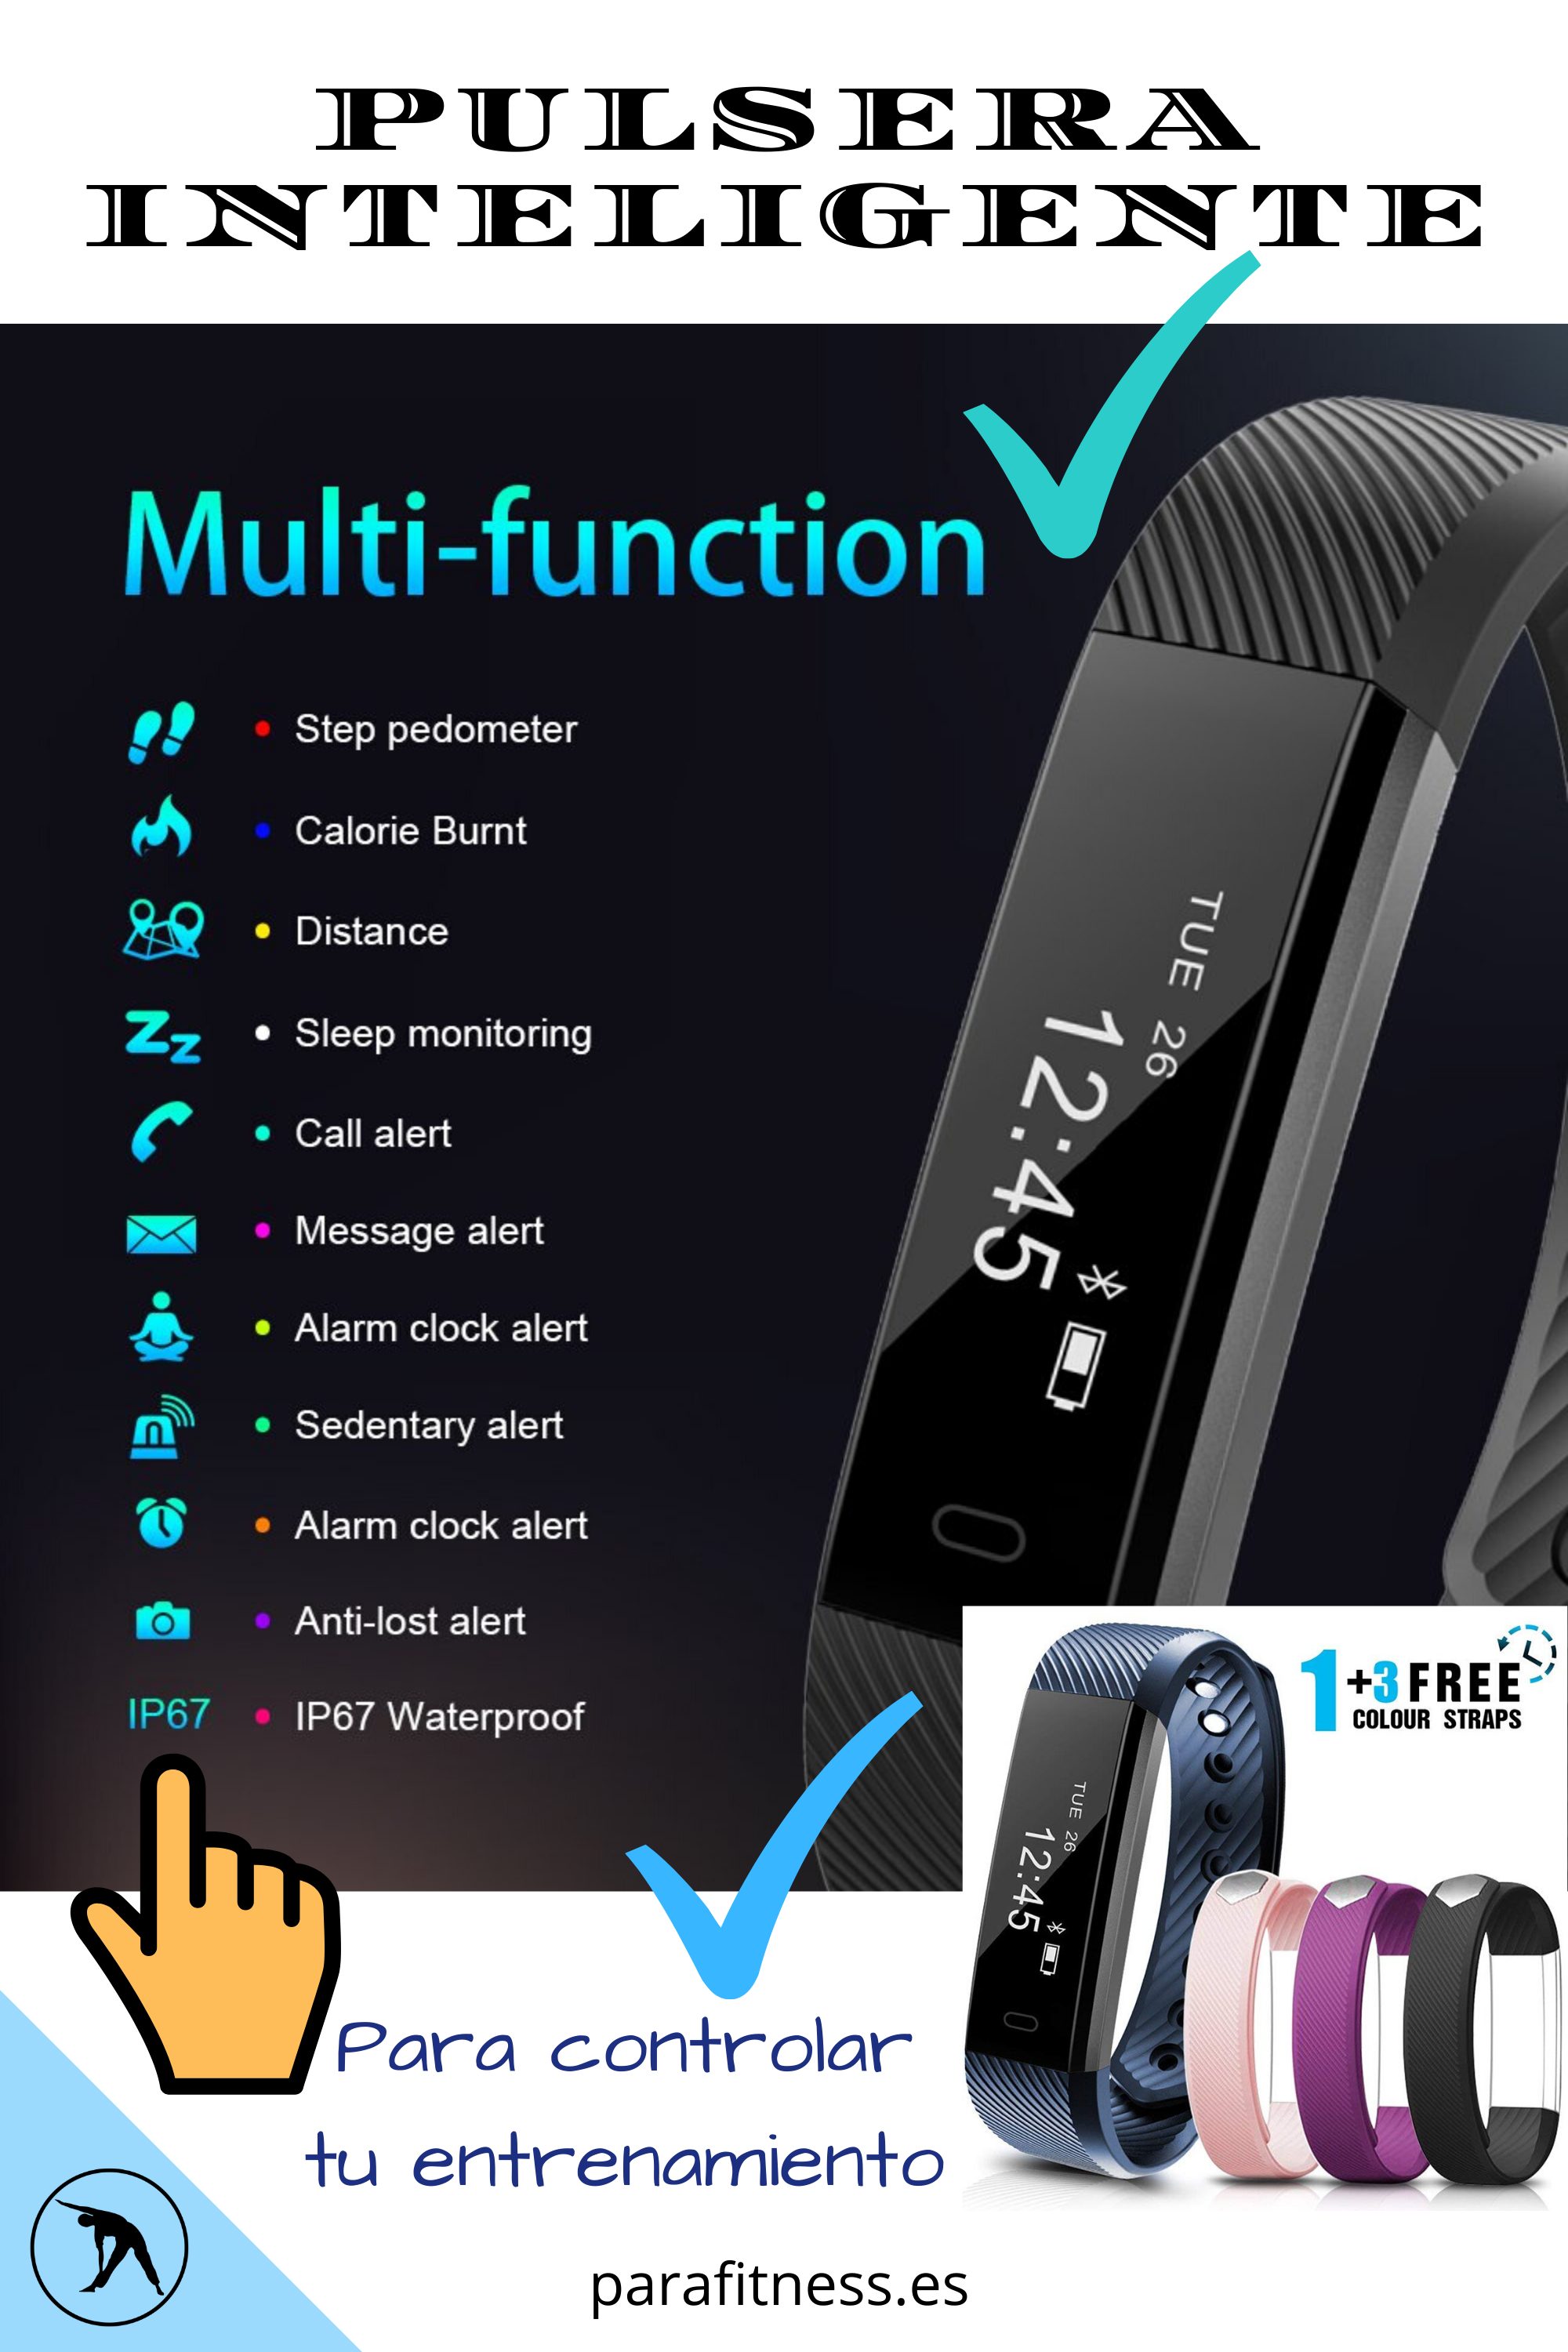 PULSERA
INTELIGENTE
Multi-function
Step pedometer
Calorie Burnt
Distance
Sleep monitoring
Call alert
Message alert
Alarm clock alert
Sedentary alert
Alarm clock alert
Anti-lost alert
IP67 IP67 Waterproof
TUE 26
12:45
1+3 FREE
COLOUR STRAPS
TUE 26
12:45
Para controlar
tu entrenamiento
parafitness.es